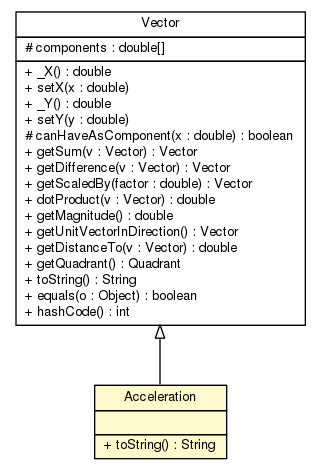 Vector
# components : double[]
+ _X() : double
+ setX(x : double)
+ _Y() : double
+ setY(y : double)
# canHaveAsComponent(x : double) : boolean
+ getSum(v : Vector) : Vector
+ getDifference(v : Vector) : Vector
+ getScaledBy(factor : double) : Vector
+ dotProduct(v : Vector) : double
+ getMagnitude() : double
+ getUnitVectorInDirection() : Vector
+ getDistanceTo(v : Vector) : double
+ getQuadrant() : Quadrant
+ toString() : String
+ equals(o : Object) : boolean
+ hashCode() : int
Acceleration
+ toString() : String